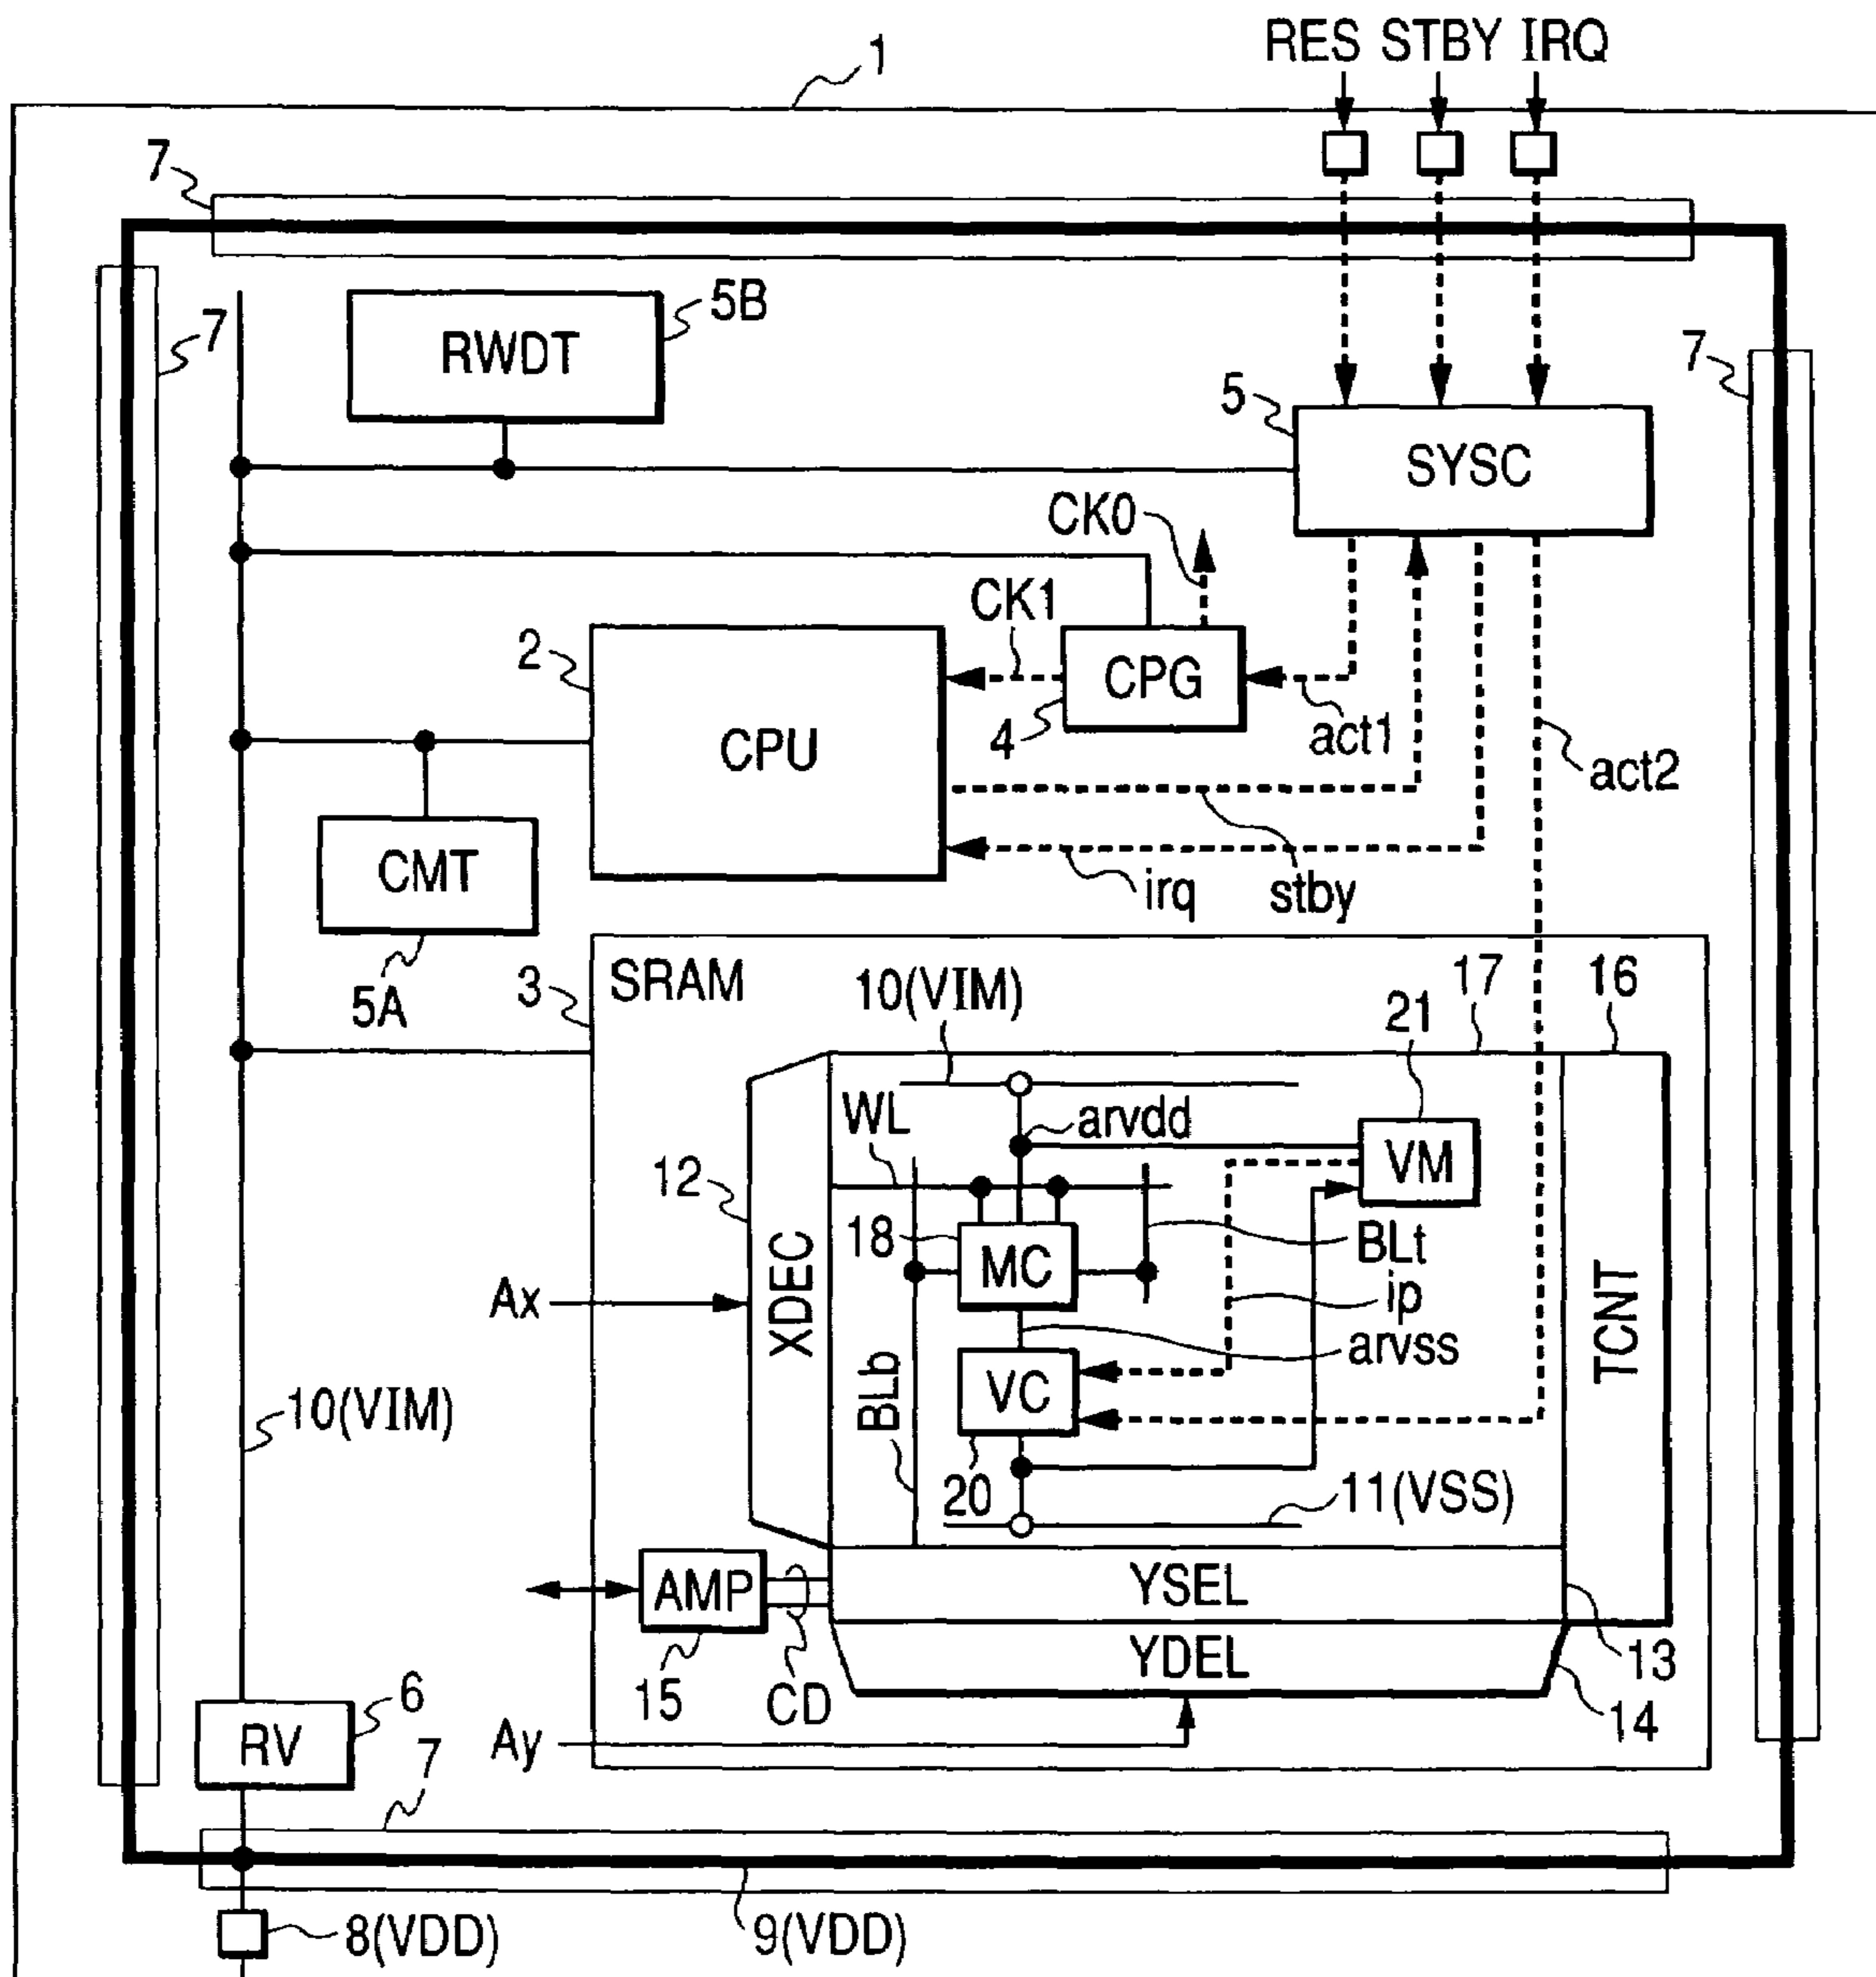 RES STBY IRQ
1
7
5B
RWDT
7
7
5
SYSC
CK0
CK1
2
CPG
CPU
4
act1
act2
CMT
irq
stby
5A
3
SRAM
10(VIM)
17
16
21
WL
arvdd
VM
12
18
MC
BLt
XDEC
Ax
ip
TCNT
arvss
BLb
VC
10(VIM)
20
11(VSS)
AMP
YSEL
YDEL
13
15
CD
14
6
RV
Ay
7
8(VDD)
9(VDD)